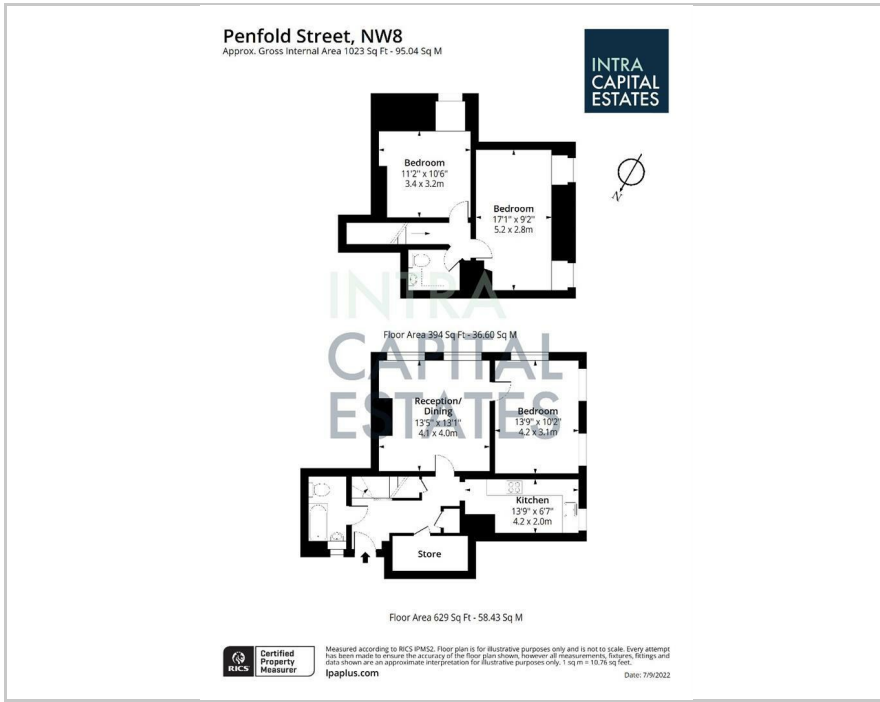 Penfold Street, NW8
Approx. Gross Internal Area 1023 Sq Ft - 95.04 Sq M
INTRA
CAPITAL
ESTATES
Bedroom
11'2" x 10'6"
3.4 x 3.2m
Bedroom
17'1" x 9'2"
5.2 x 2.8m
N
INTRA
CAPITAL
ESTATES
Floor Area 394 Sq Ft - 36.60 Sq M
Reception/
Dining
13'5" x 13'1"
4.1 x 4.0m
Bedroom
13'9" x 10'2"
4.2 x 3.1m
Kitchen
13'9" x 6'7"
4.2 x 2.0m
Store
Floor Area 629 Sq Ft - 58.43 Sq M
RICS
Certified
Property
Measurer
Measured according to RICS IPMS2. Floor plan is for illustrative purposes only and is not to scale. Every attempt
has been made to ensure the accuracy of the floor plan shown, however all measurements, fixtures, fittings and
data shown are an approximate interpretation for illustrative purposes only. 1 sq m = 10.76 sq feet.
lpaplus.com
Date: 7/9/2022